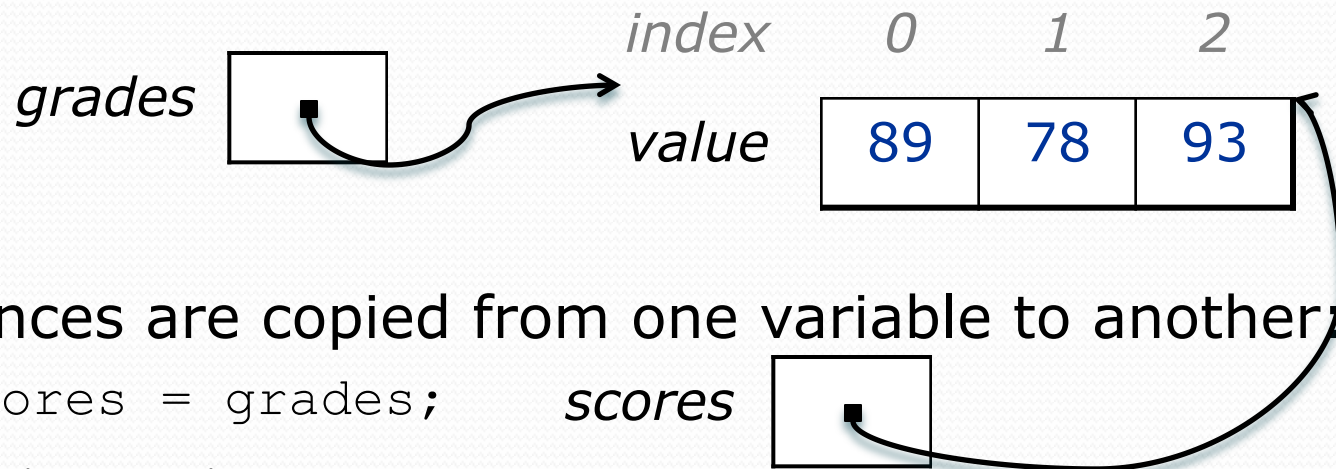 index 0 1 2
grades
value 89 78 93
nces are copied from one variable to another:
ores = grades; scores